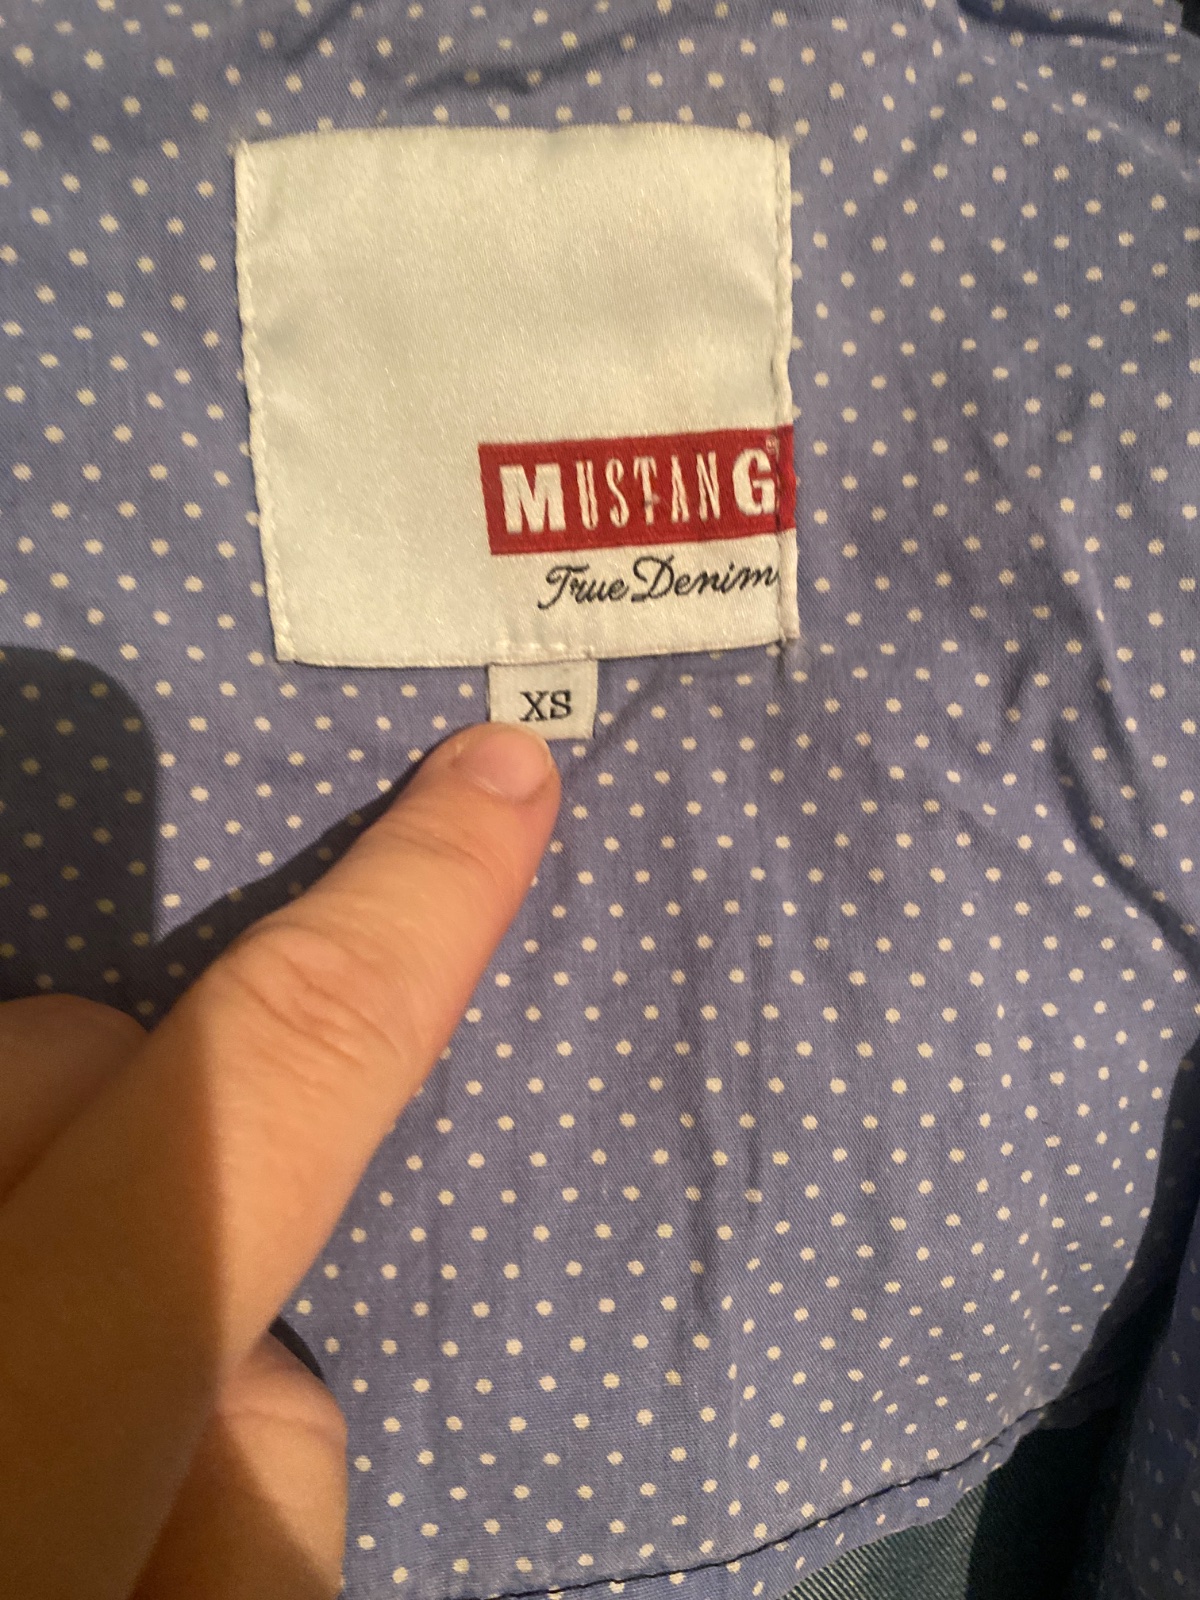 MUSTANG
True Denim
XS